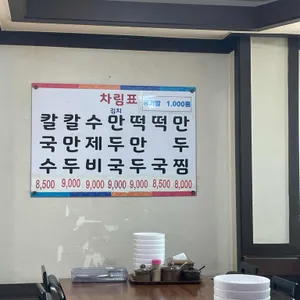 차림표
공기밥 1,000원
칼국수
8,500
칼만두
9,000
수제비
9,000
김치
만두국
9,000
떡만두
9,000
떡국
8,500
만두찜
8,000